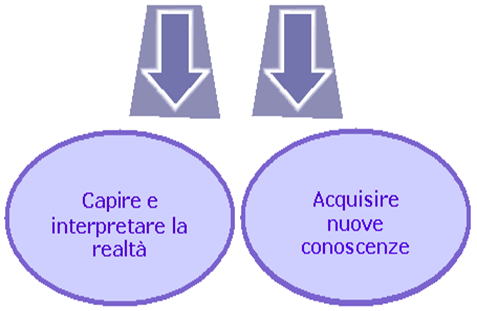 Capire e
interpretare la
realtà
Acquisire
nuove
conoscenze